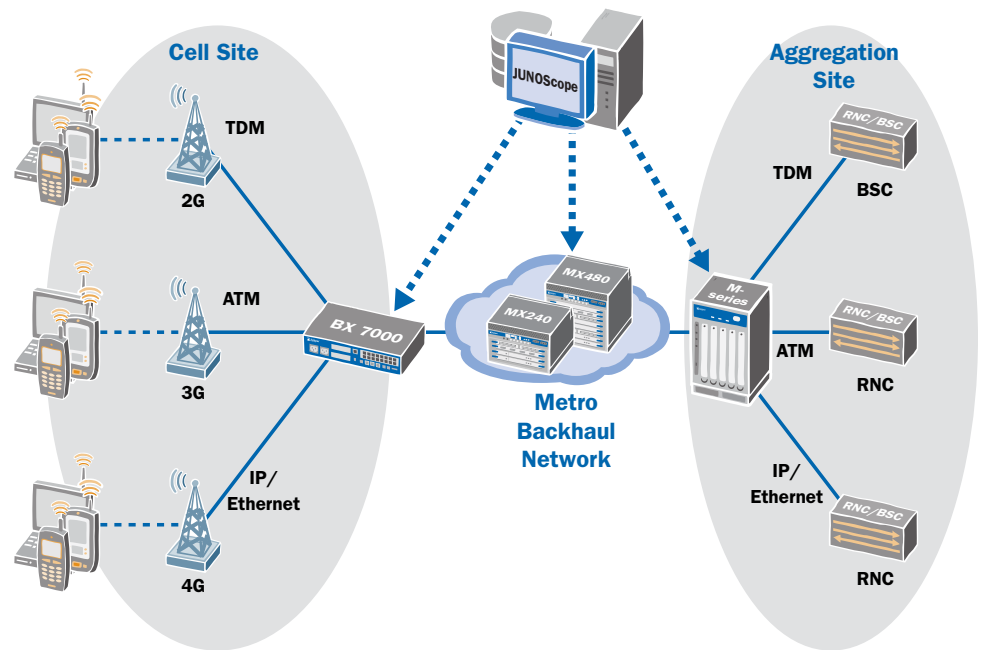 Cell Site
JUNOScope
Aggregation
Site
TDM
2G
ATM
3G
IP/
Ethernet
4G
BX 7000
MX480
MX240
Metro
Backhaul
Network
M-
series
TDM
RNC/BSC
BSC
ATM
RNC/BSC
RNC
IP/
Ethernet
RNC/BSC
RNC